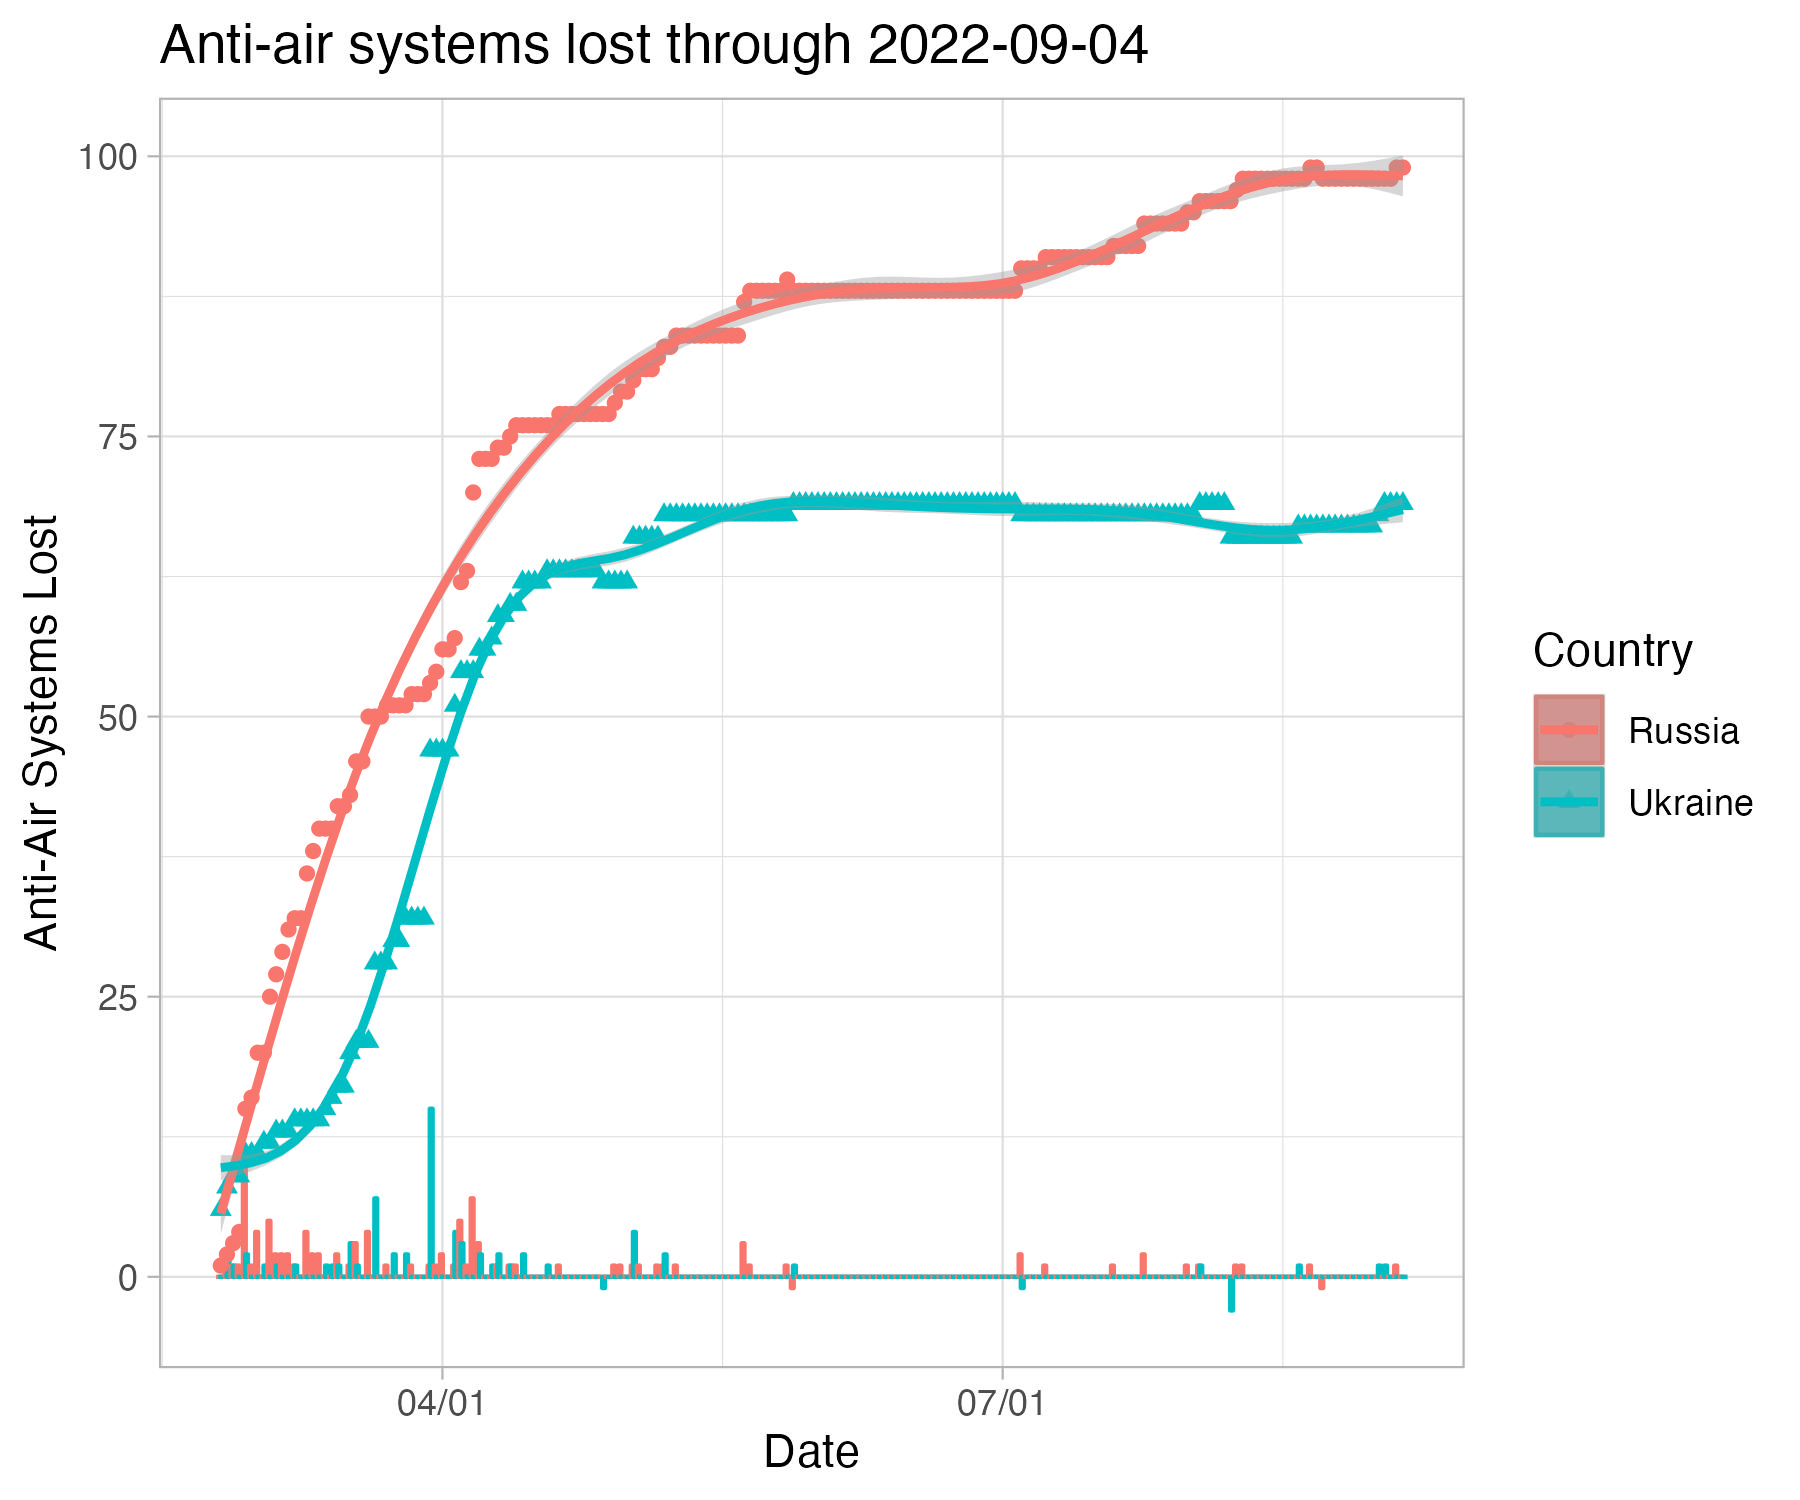 Anti-air systems lost through 2022-09-04
Anti-Air Systems Lost
100
75
50
25
0
04/01
07/01
Date
Country
Russia
Ukraine